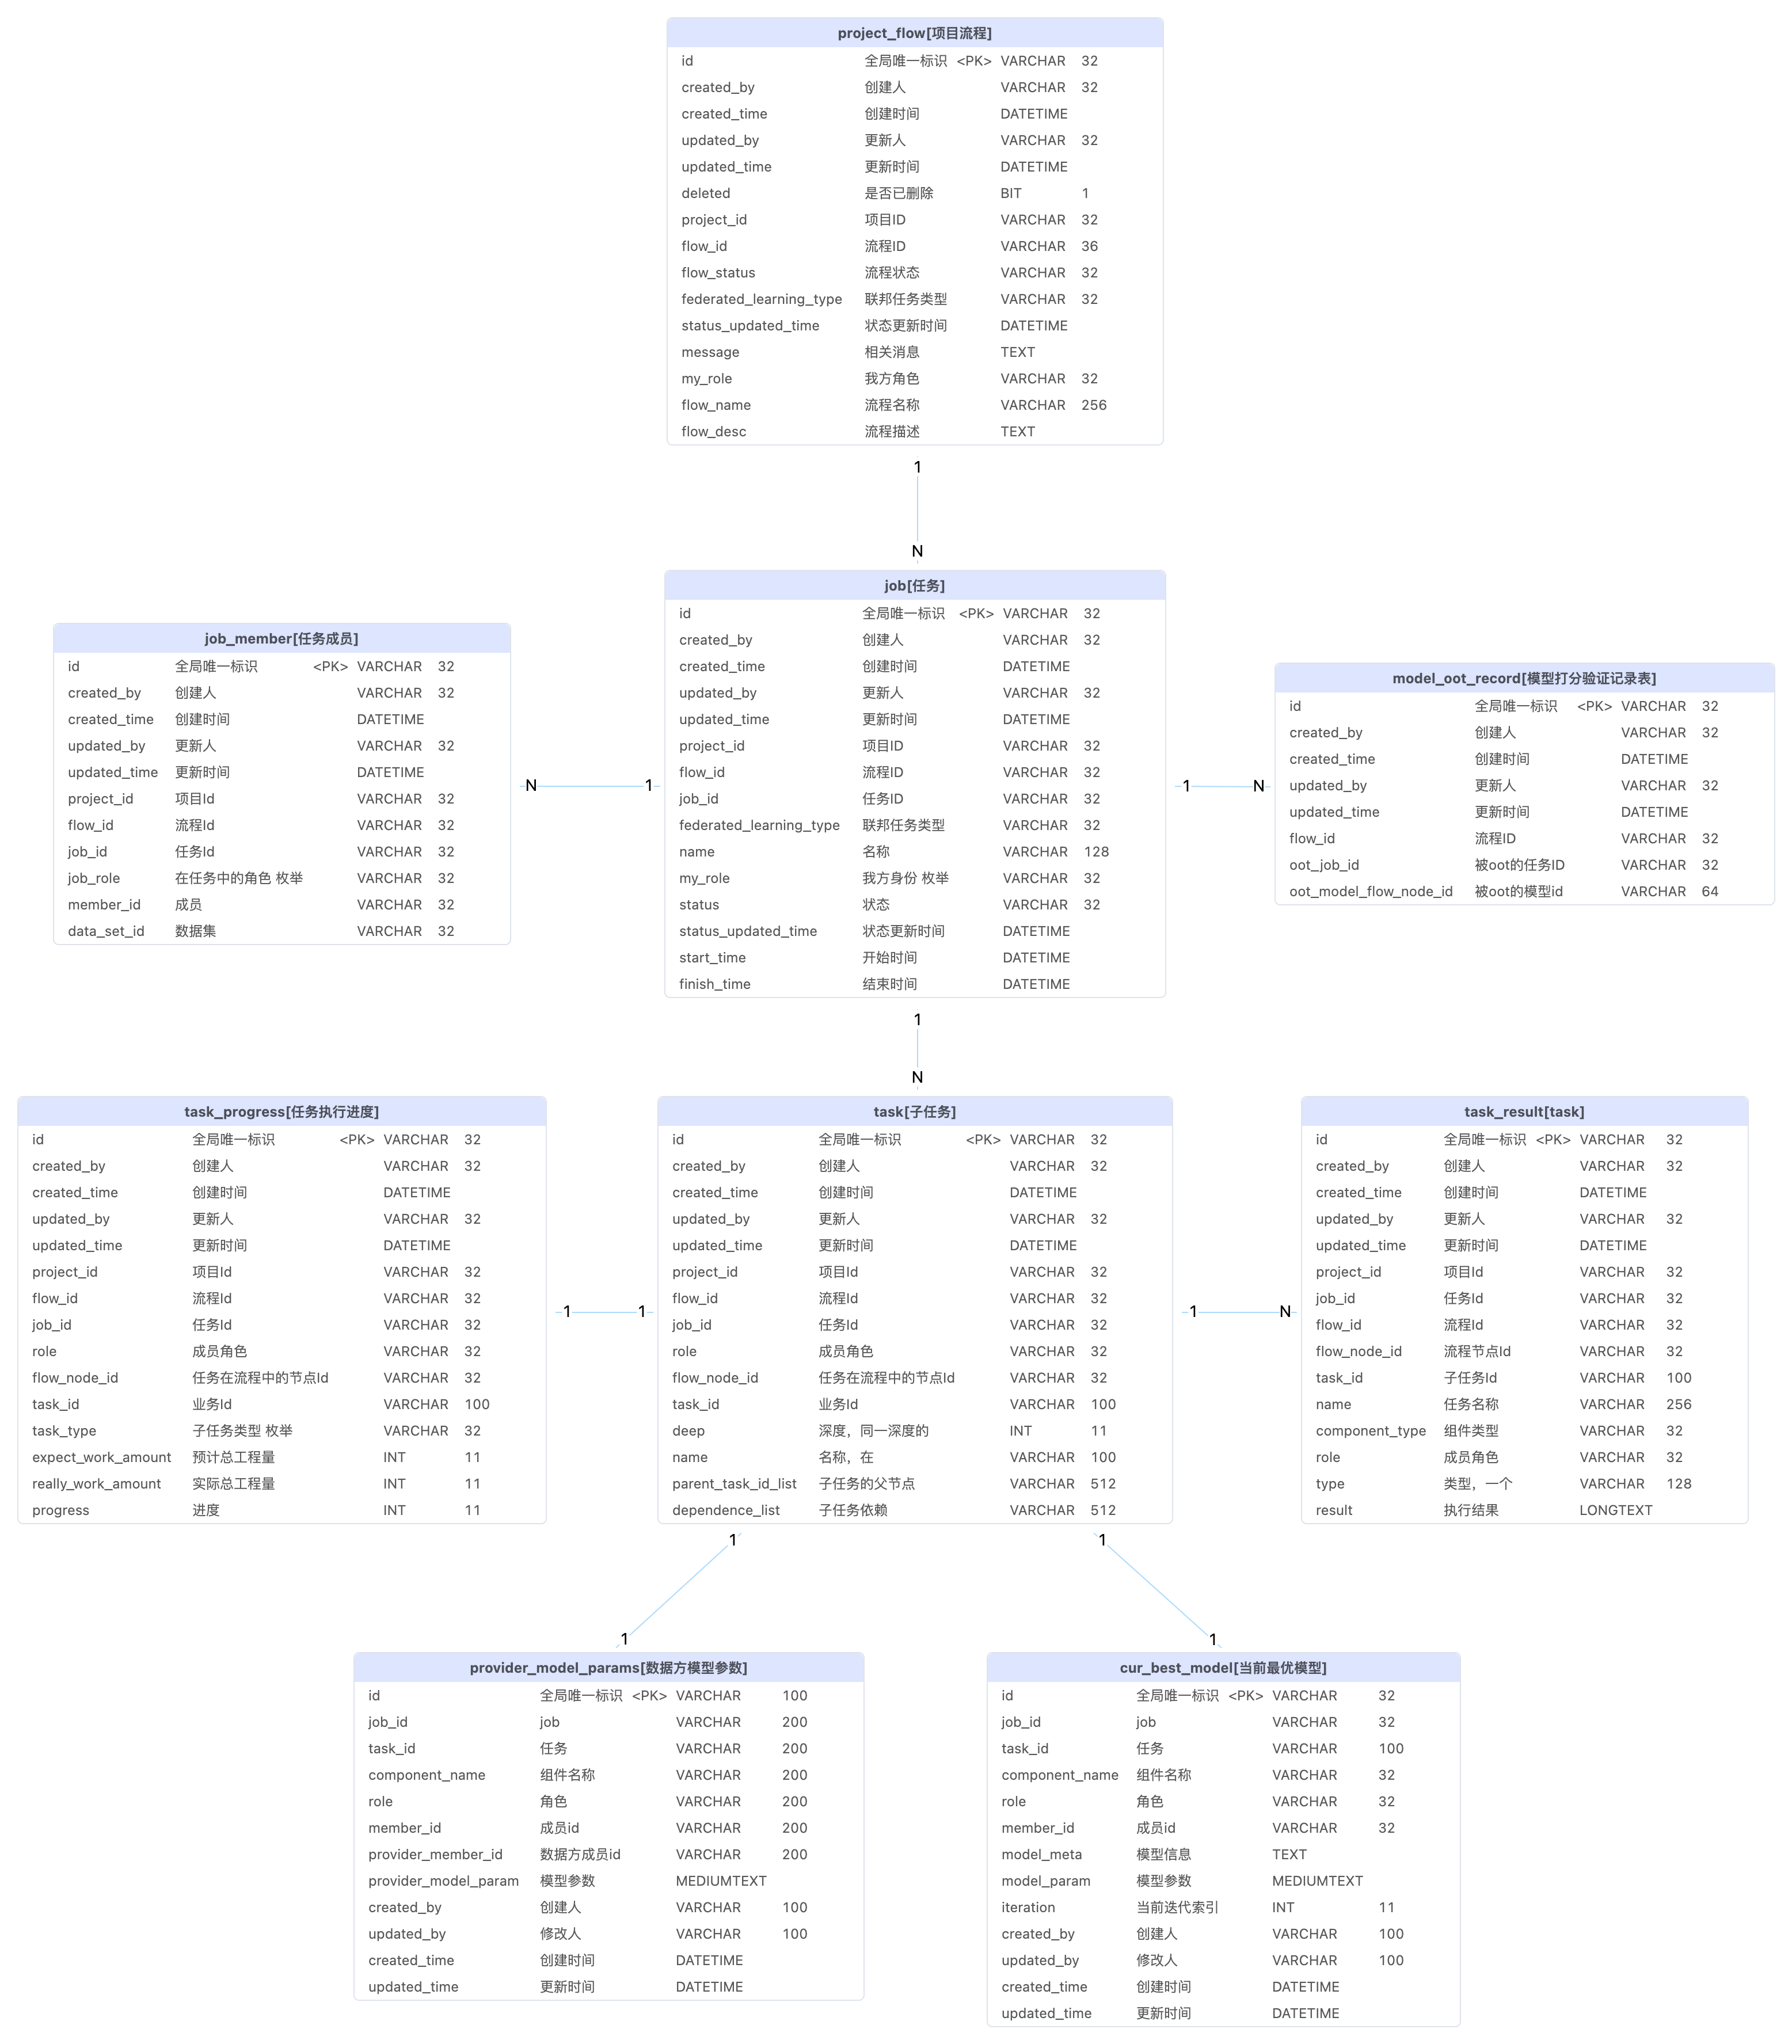 project_flow[项目流程]
id 全局唯一标识 <PK> VARCHAR 32
created_by 创建人 VARCHAR 32
created_time 创建时间 DATETIME
updated_by 更新人 VARCHAR 32
updated_time 更新时间 DATETIME
deleted 是否已删除 BIT 1
project_id 项目ID VARCHAR 32
flow_id 流程ID VARCHAR 36
flow_status 流程状态 VARCHAR 32
federated_learning_type 联邦任务类型 VARCHAR 32
status_updated_time 状态更新时间 DATETIME
message 相关消息 TEXT
my_role 我方角色 VARCHAR 32
flow_name 流程名称 VARCHAR 256
flow_desc 流程描述 TEXT
1
N
job_member[任务成员]
id 全局唯一标识 <PK> VARCHAR 32
created_by 创建人 VARCHAR 32
created_time 创建时间 DATETIME
updated_by 更新人 VARCHAR 32
updated_time 更新时间 DATETIME
project_id 项目Id VARCHAR 32
flow_id 流程Id VARCHAR 32
job_id 任务Id VARCHAR 32
job_role 在任务中的角色 枚举 VARCHAR 32
member_id 成员 VARCHAR 32
data_set_id 数据集 VARCHAR 32
N 1
job[任务]
id 全局唯一标识 <PK> VARCHAR 32
created_by 创建人 VARCHAR 32
created_time 创建时间 DATETIME
updated_by 更新人 VARCHAR 32
updated_time 更新时间 DATETIME
project_id 项目ID VARCHAR 32
flow_id 流程ID VARCHAR 32
job_id 任务ID VARCHAR 32
federated_learning_type 联邦任务类型 VARCHAR 32
name 名称 VARCHAR 128
my_role 我方身份 枚举 VARCHAR 32
status 状态 VARCHAR 32
status_updated_time 状态更新时间 DATETIME
start_time 开始时间 DATETIME
finish_time 结束时间 DATETIME
1 N
model_oot_record[模型打分验证记录表]
id 全局唯一标识 <PK> VARCHAR 32
created_by 创建人 VARCHAR 32
created_time 创建时间 DATETIME
updated_by 更新人 VARCHAR 32
updated_time 更新时间 DATETIME
flow_id 流程ID VARCHAR 32
oot_job_id 被oot的任务ID VARCHAR 32
oot_model_flow_node_id 被oot的模型id VARCHAR 64
1
N
task_progress[任务执行进度]
id 全局唯一标识 <PK> VARCHAR 32
created_by 创建人 VARCHAR 32
created_time 创建时间 DATETIME
updated_by 更新人 VARCHAR 32
updated_time 更新时间 DATETIME
project_id 项目Id VARCHAR 32
flow_id 流程Id VARCHAR 32
job_id 任务Id VARCHAR 32
role 成员角色 VARCHAR 32
flow_node_id 任务在流程中的节点Id VARCHAR 32
task_id 业务Id VARCHAR 100
task_type 子任务类型 枚举 VARCHAR 32
expect_work_amount 预计总工程量 INT 11
really_work_amount 实际总工程量 INT 11
progress 进度 INT 11
1 1
task[子任务]
id 全局唯一标识 <PK> VARCHAR 32
created_by 创建人 VARCHAR 32
created_time 创建时间 DATETIME
updated_by 更新人 VARCHAR 32
updated_time 更新时间 DATETIME
project_id 项目Id VARCHAR 32
flow_id 流程Id VARCHAR 32
job_id 任务Id VARCHAR 32
role 成员角色 VARCHAR 32
flow_node_id 任务在流程中的节点Id VARCHAR 32
task_id 业务Id VARCHAR 100
deep 深度，同一深度的 INT 11
name 名称，在 VARCHAR 100
parent_task_id_list 子任务的父节点 VARCHAR 512
dependence_list 子任务依赖 VARCHAR 512
1 N
task_result[task]
id 全局唯一标识 <PK> VARCHAR 32
created_by 创建人 VARCHAR 32
created_time 创建时间 DATETIME
updated_by 更新人 VARCHAR 32
updated_time 更新时间 DATETIME
project_id 项目Id VARCHAR 32
job_id 任务Id VARCHAR 32
flow_id 流程Id VARCHAR 32
flow_node_id 流程节点Id VARCHAR 32
task_id 子任务Id VARCHAR 100
name 任务名称 VARCHAR 256
component_type 组件类型 VARCHAR 32
role 成员角色 VARCHAR 32
type 类型，一个 VARCHAR 128
result 执行结果 LONGTEXT
1 1
1 1
provider_model_params[数据方模型参数]
id 全局唯一标识 <PK> VARCHAR 100
job_id job VARCHAR 200
task_id 任务 VARCHAR 200
component_name 组件名称 VARCHAR 200
role 角色 VARCHAR 200
member_id 成员id VARCHAR 200
provider_member_id 数据方成员id VARCHAR 200
provider_model_param 模型参数 MEDIUMTEXT
created_by 创建人 VARCHAR 100
updated_by 修改人 VARCHAR 100
created_time 创建时间 DATETIME
updated_time 更新时间 DATETIME
cur_best_model[当前最优模型]
id 全局唯一标识 <PK> VARCHAR 32
job_id job VARCHAR 32
task_id 任务 VARCHAR 100
component_name 组件名称 VARCHAR 32
role 角色 VARCHAR 32
member_id 成员id VARCHAR 32
model_meta 模型信息 TEXT
model_param 模型参数 MEDIUMTEXT
iteration 当前迭代索引 INT 11
created_by 创建人 VARCHAR 100
updated_by 修改人 VARCHAR 100
created_time 创建时间 DATETIME
updated_time 更新时间 DATETIME